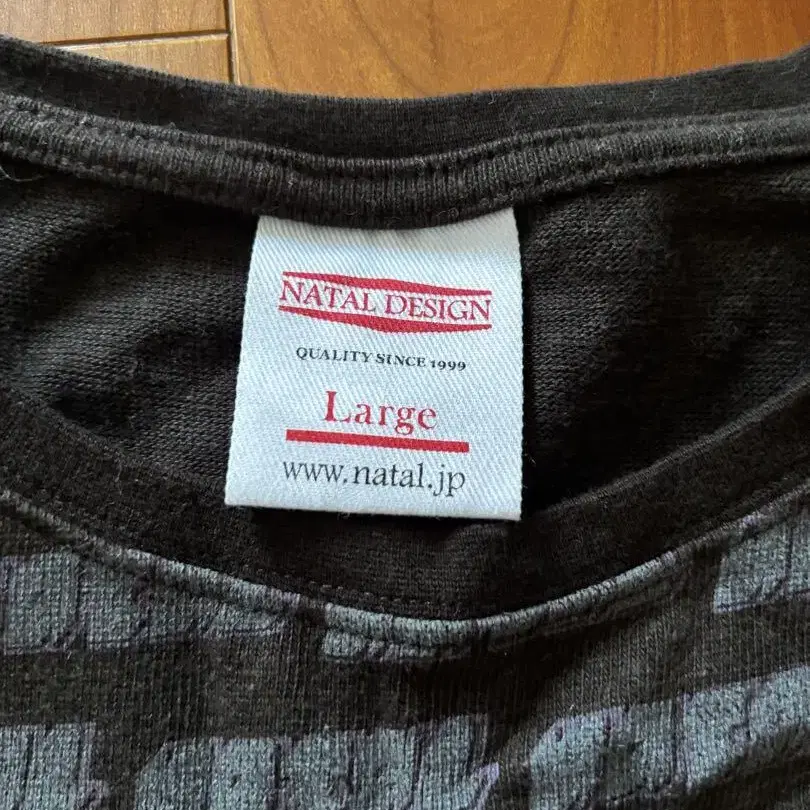 NATAL DESIGN
QUALITY SINCE 1999
Large
www.natal.jp